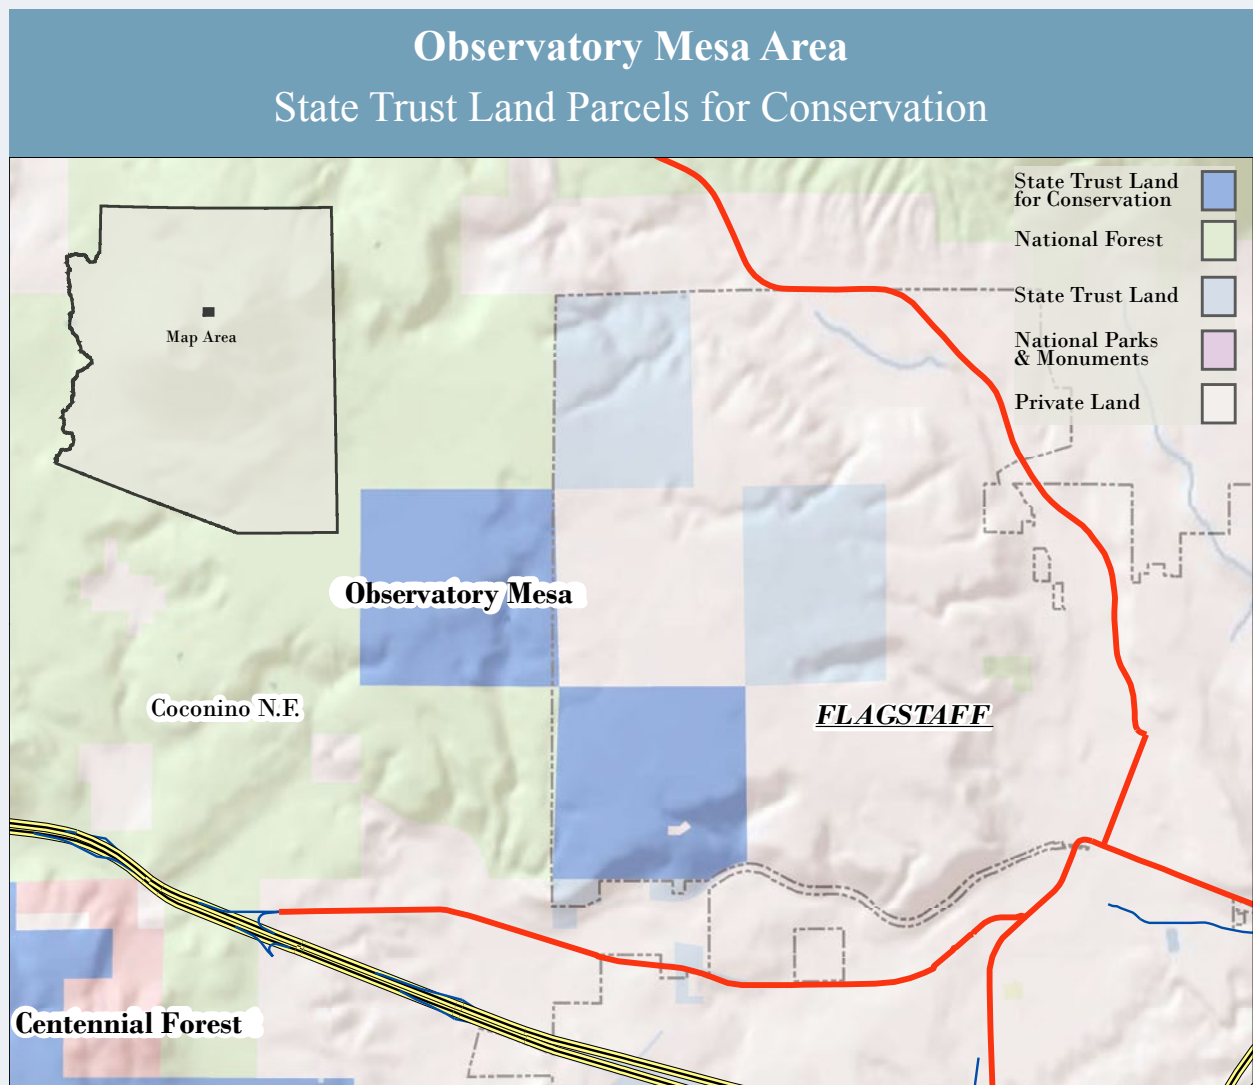 Observatory Mesa Area
State Trust Land Parcels for Conservation
State Trust Land
for Conservation
National Forest
State Trust Land
National Parks
& Monuments
Private Land
Map Area
Observatory Mesa
Coconino N.F.
FLAGSTAFF
Centennial Forest